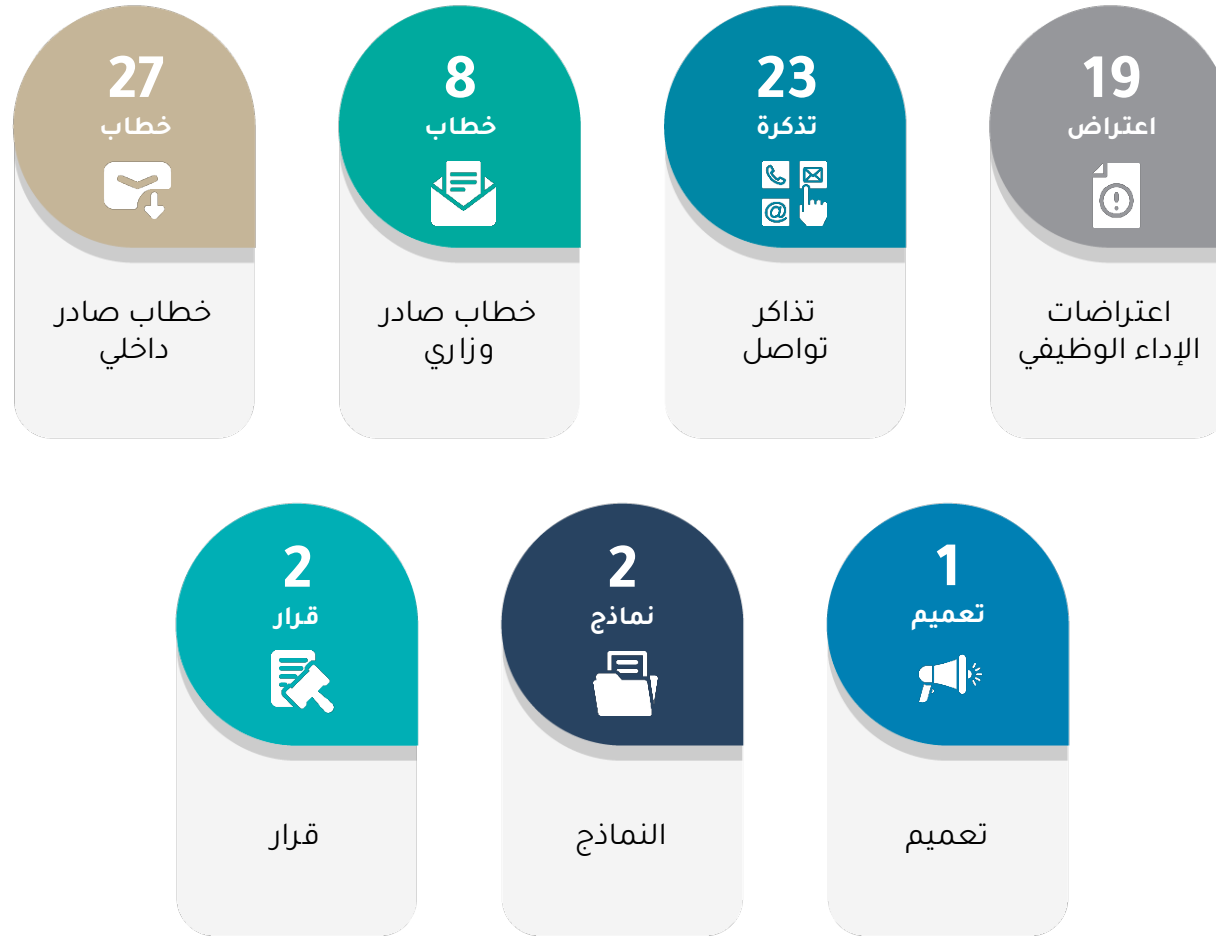 19
اعتراض
اعتراضات
الإداء الوظيفي
23
تذكرة
تذاكر
تواصل
8
خطاب
خطاب صادر
وزاري
27
خطاب
خطاب صادر
داخلي
1
تعميم
تعميم
2
نماذج
النماذج
2
قرار
قرار